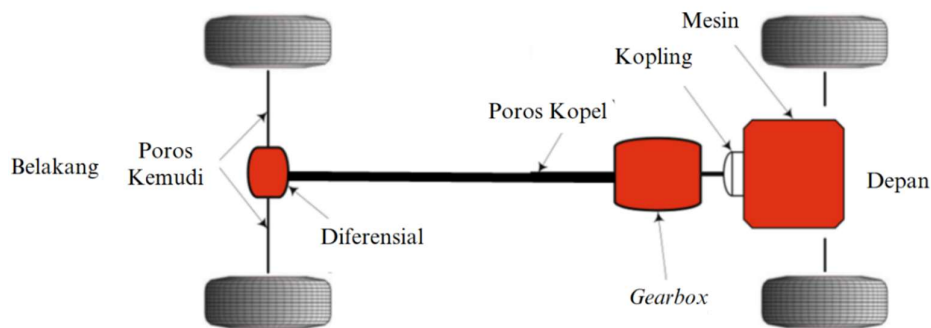 Mesin
Kopling
Poros Kopel
Belakang
Poros
Kemudi
Depan
Diferensial
Gearbox